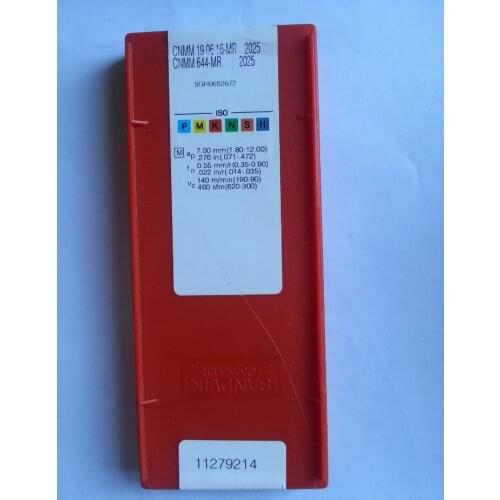 CNMM 19 06 16-MR 2025
CNMM 644-MR 2025
ISO
P M K N S H
M ap 7.00 mm(1.80-12.00)
.276 in(.071-.472)
fn 0.55 mm/r(0.35-0.90)
.022 in/r(.014-.035)
vc 140 m/min(190-90)
460 sfm(620-300)
SANDVIK
Coromant
11279214